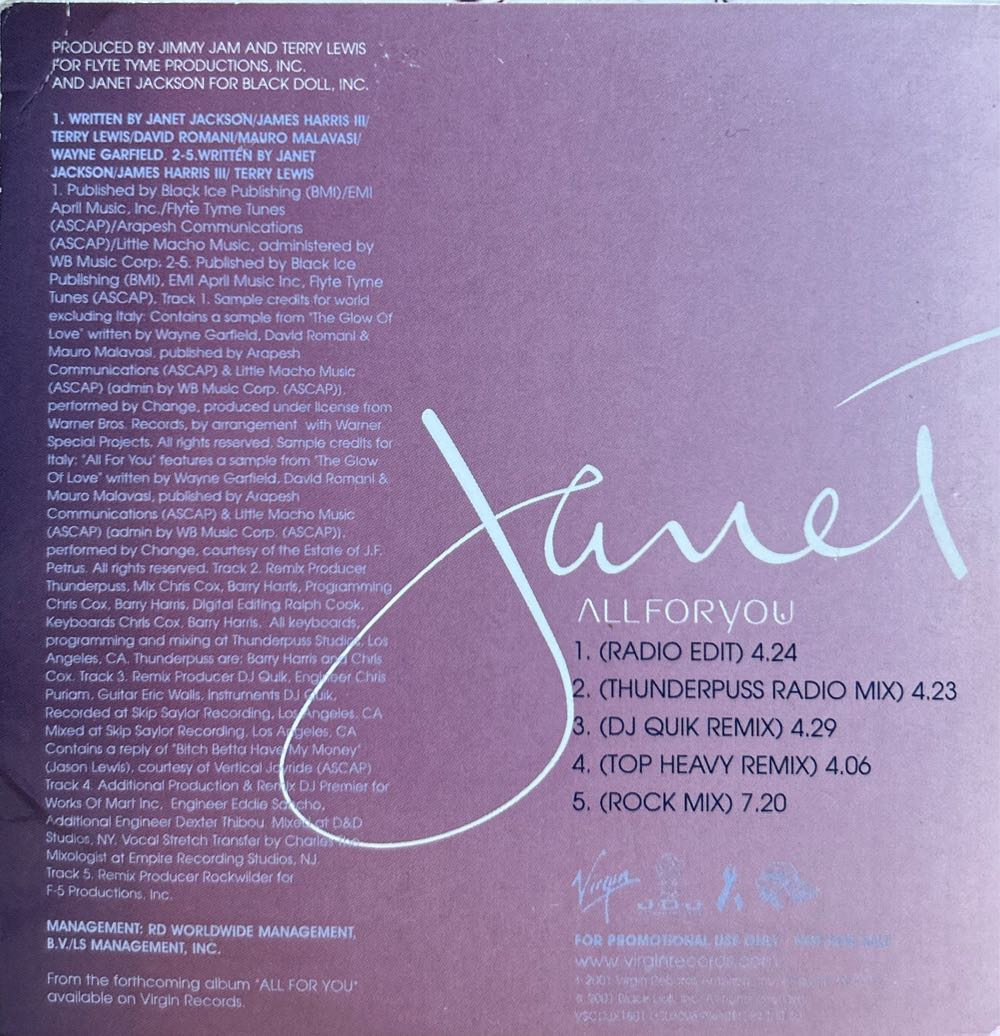 PRODUCED BY JIMMY JAM AND TERRY LEWIS
FOR FLYTE TYME PRODUCTIONS, INC.
AND JANET JACKSON FOR BLACK DOLL, INC.
1. WRITTEN BY JANET JACKSON/JAMES HARRIS III/
TERRY LEWIS/DAVID ROMANI/MAURO MALAVASI/
WAYNE GARFIELD. 2-5.WRITTEN BY JANET
JACKSON/JAMES HARRIS III/ TERRY LEWIS
1. Published by Black Ice Publishing (BMI)/EMI
April Music, Inc./Flyte Tyme Tunes
(ASCAP)/Arapesh Communications
(ASCAP)/Little Macho Music, administered by
WB Music Corp. 2-5. Published by Black Ice
Publishing (BMI), EMI April Music Inc, Flyte Tyme
Tunes (ASCAP). Track 1. Sample credits for world
excluding Italy: Contains a sample from "The Glow Of
Love" written by Wayne Garfield, David Romani &
Mauro Malavasi, published by Arapesh
Communications (ASCAP) & Little Macho Music
(ASCAP) [admin by WB Music Corp. (ASCAP)],
performed by Change, produced under license from
Warner Bros. Records, by arrangement with Warner
Special Projects. All rights reserved. Sample credits for
Italy: "All For You" features a sample from "The Glow
Of Love" written by Wayne Garfield, David Romani &
Mauro Malavasi, published by Arapesh
Communications (ASCAP) & Little Macho Music
(ASCAP) [admin by WB Music Corp. (ASCAP)],
performed by Change, courtesy of the Estate of J.F.
Petrus. All rights reserved. Track 2. Remix Producer
Thunderpuss, Mix Chris Cox, Barry Harris, Programming
Chris Cox, Barry Harris, Digital Editing Ralph Cook,
Keyboards Chris Cox, Barry Harris. All keyboards,
programming and mixing at Thunderpuss Studio, Los
Angeles, CA. Thunderpuss are: Barry Harris and Chris
Cox. Track 3. Remix Producer DJ Quik, Engineer Chris
Puriam, Guitar Eric Walls, Instruments DJ Quik,
Recorded at Skip Saylor Recording, Los Angeles, CA
Mixed at Skip Saylor Recording, Los Angeles, CA
Contains a reply of "Bitch Betta Have My Money"
(Jason Lewis), courtesy of Vertical Joyride (ASCAP)
Track 4. Additional Production & Remix DJ Premier for
Works Of Mart Inc, Engineer Eddie Sancho,
Additional Engineer Dexter Thibou Mixed at D&D
Studios, NY. Vocal Stretch Transfer by Charles The
Mixologist at Empire Recording Studios, NJ
Track 5. Remix Producer Rockwilder for
F-5 Productions, Inc.
MANAGEMENT: RD WORLDWIDE MANAGEMENT,
B.V./LS MANAGEMENT, INC.
From the forthcoming album "ALL FOR YOU"
available on Virgin Records.
Janet
ALLFORYOU
1. (RADIO EDIT) 4.24
2. (THUNDERPUSS RADIO MIX) 4.23
3. (DJ QUIK REMIX) 4.29
4. (TOP HEAVY REMIX) 4.06
5. (ROCK MIX) 7.20
Virgin
JDJ
FOR PROMOTIONAL USE ONLY - NOT FOR SALE
www.virginrecords.com
2001 Virgin Records
2001 Black Doll, Inc.